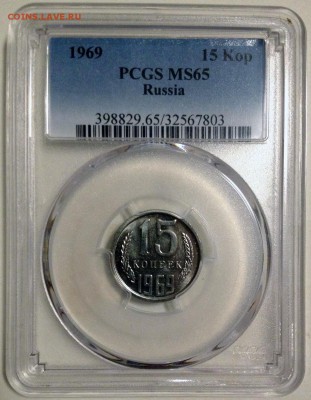 COINS.LAVE.RU
1969
15 Kop
PCGS MS65
Russia
398829.65/32567803
15
КОПЕЕК
1969